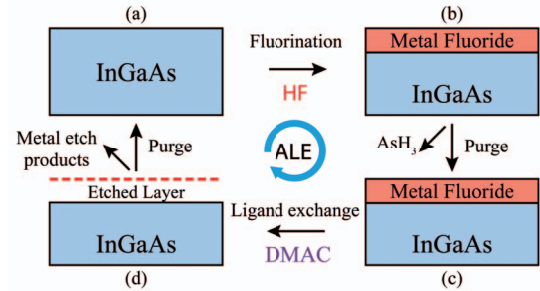 (a)
(b)
InGaAs
Fluorination
HF
Metal Fluoride
InGaAs
Metal etch
products
Purge
ALE
AsH₃
Purge
Etched Layer
InGaAs
Ligand exchange
DMAC
Metal Fluoride
InGaAs
(d)
(c)